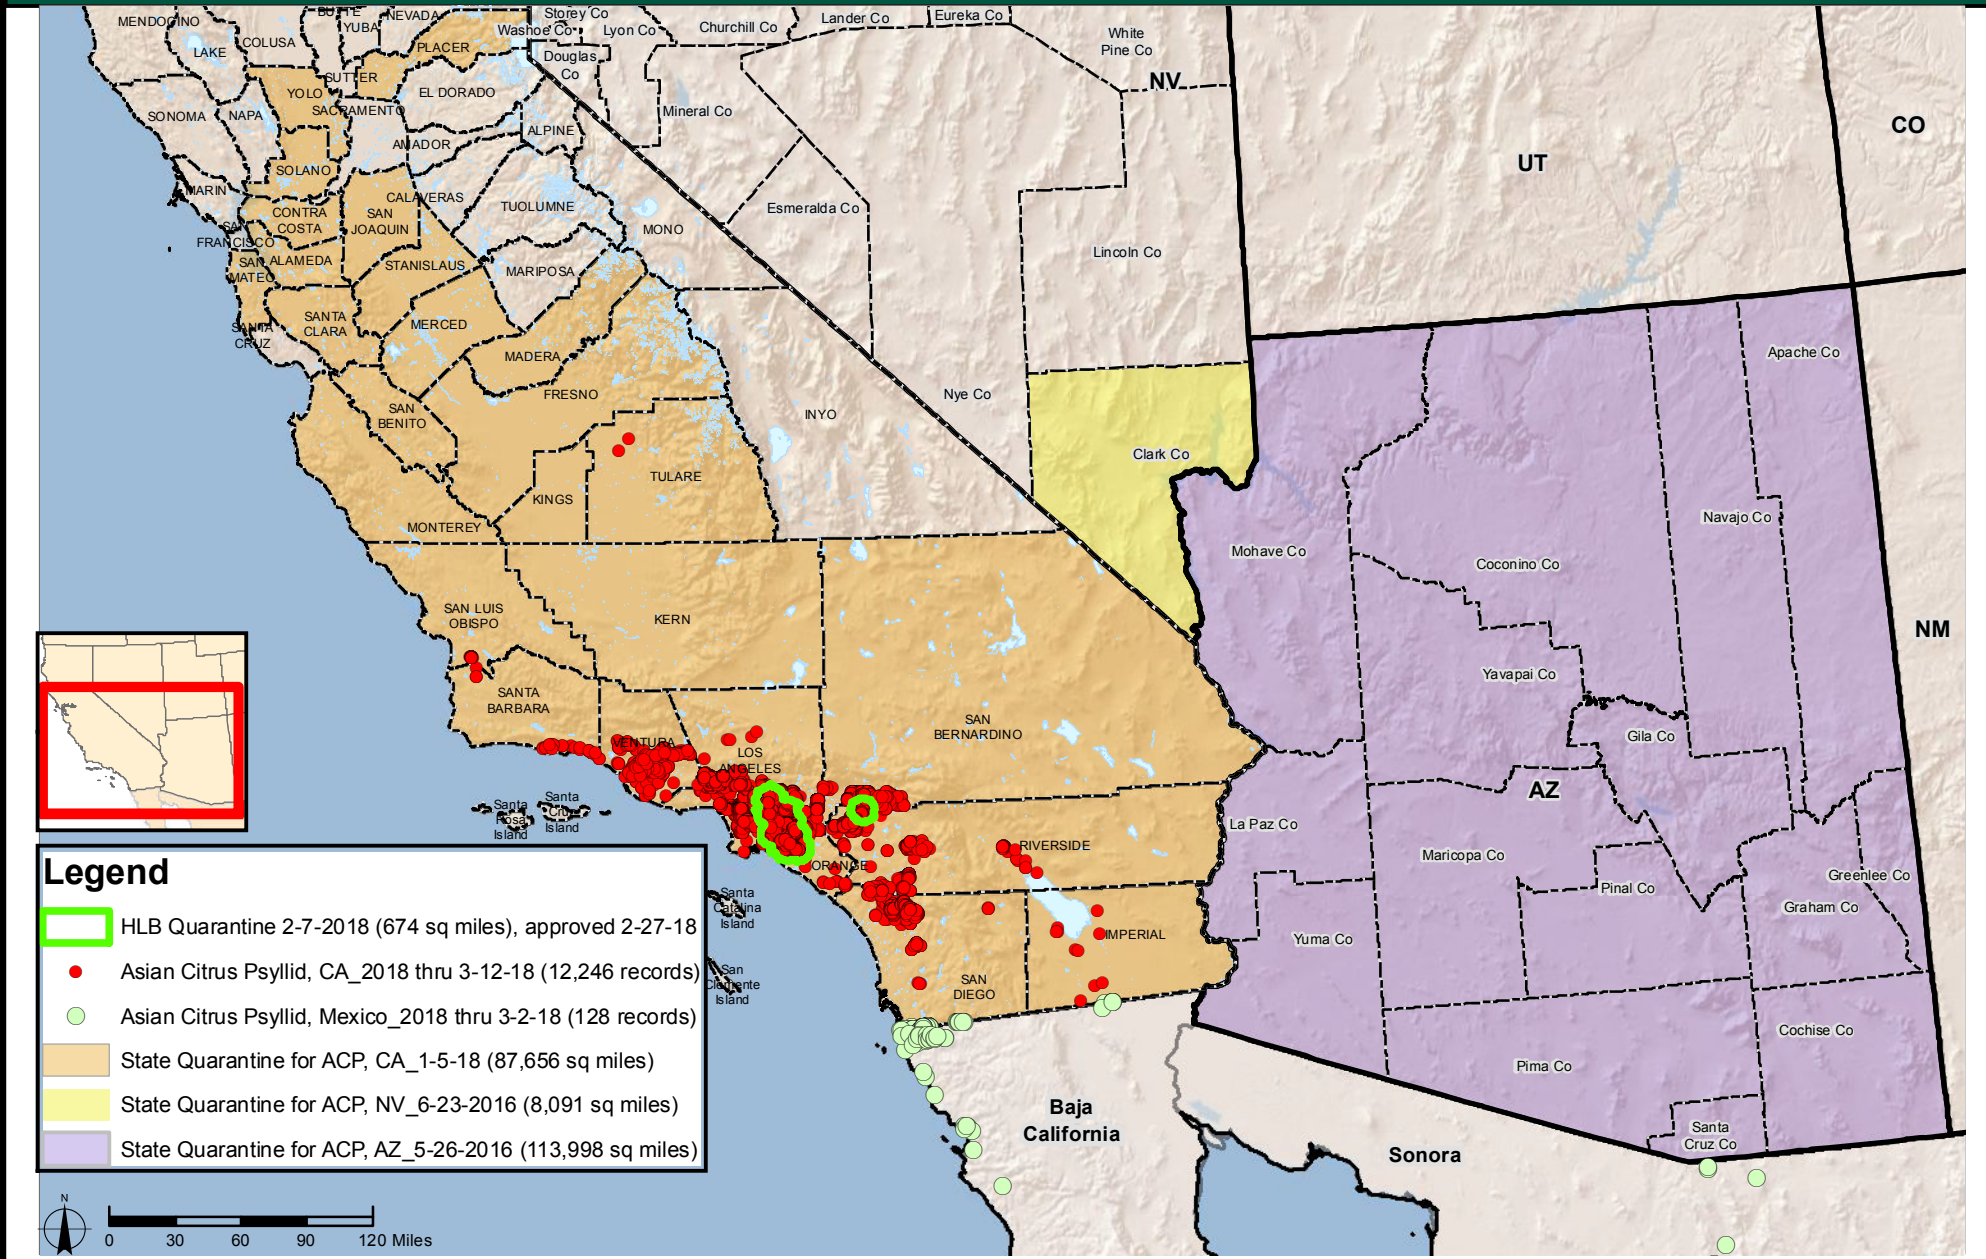 MENDOCINO
BUTTE
NEVADA
Storey Co
Lander Co
Eureka Co
YUBA
Washoe Co
Lyon Co
Churchill Co
White
Pine Co
LAKE
COLUSA
PLACER
Douglas
Co
NV
SUTTER
YOLO
EL DORADO
SONOMA
NAPA
SACRAMENTO
Mineral Co
CO
ALPINE
AMADOR
UT
SOLANO
MARIN
CALAVERAS
TUOLUMNE
Esmeralda Co
CONTRA
COSTA
SAN
JOAQUIN
MONO
SAN
FRANCISCO
Lincoln Co
SAN
MATEO
ALAMEDA
STANISLAUS
MARIPOSA
SANTA
CLARA
MERCED
SANTA
CRUZ
MADERA
Apache Co
FRESNO
Nye Co
SAN
BENITO
INYO
Clark Co
TULARE
KINGS
Navajo Co
MONTEREY
Mohave Co
Coconino Co
SAN LUIS
OBISPO
KERN
NM
Yavapai Co
SANTA
BARBARA
SAN
BERNARDINO
Gila Co
VENTURA
LOS
ANGELES
AZ
Santa
Rosa
Island
Santa
Cruz
Island
La Paz Co
RIVERSIDE
Maricopa Co
ORANGE
Greenlee Co
Pinal Co
Santa
Catalina
Island
Graham Co
IMPERIAL
Yuma Co
San
Clemente
Island
SAN
DIEGO
Cochise Co
Pima Co
Baja
California
Santa
Cruz Co
Sonora
Legend
HLB Quarantine 2-7-2018 (674 sq miles), approved 2-27-18
Asian Citrus Psyllid, CA_2018 thru 3-12-18 (12,246 records)
Asian Citrus Psyllid, Mexico_2018 thru 3-2-18 (128 records)
State Quarantine for ACP, CA_1-5-18 (87,656 sq miles)
State Quarantine for ACP, NV_6-23-2016 (8,091 sq miles)
State Quarantine for ACP, AZ_5-26-2016 (113,998 sq miles)
N
0 30 60 90 120 Miles